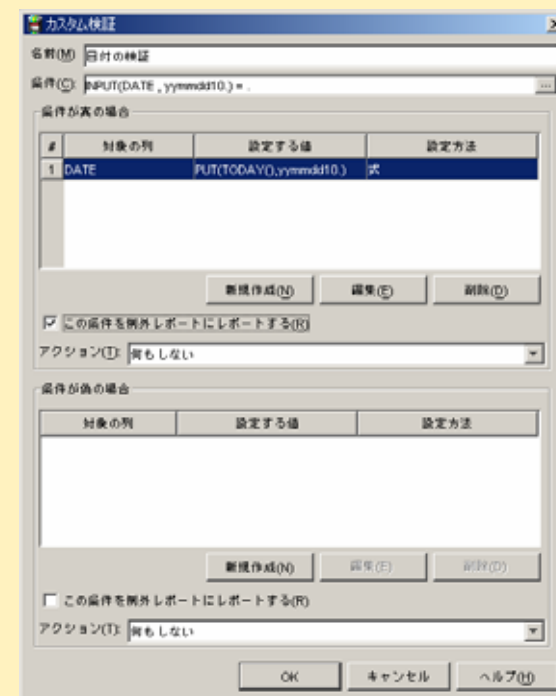 カスタム検証
名前(M) 日付の検証
条件(C): INPUT(DATE , yymmdd10.) = . ...
条件が真の場合
# 対象の列 設定する値 設定方法
1 DATE PUT(TODAY(),yymmdd10.) 式
新規作成(N) 編集(E) 削除(D)
この条件を例外レポートにレポートする(R)
アクション(T): 何もしない
条件が偽の場合
対象の列 設定する値 設定方法
新規作成(N) 編集(E) 削除(D)
この条件を例外レポートにレポートする(R)
アクション(T): 何もしない
OK キャンセル ヘルプ(H)